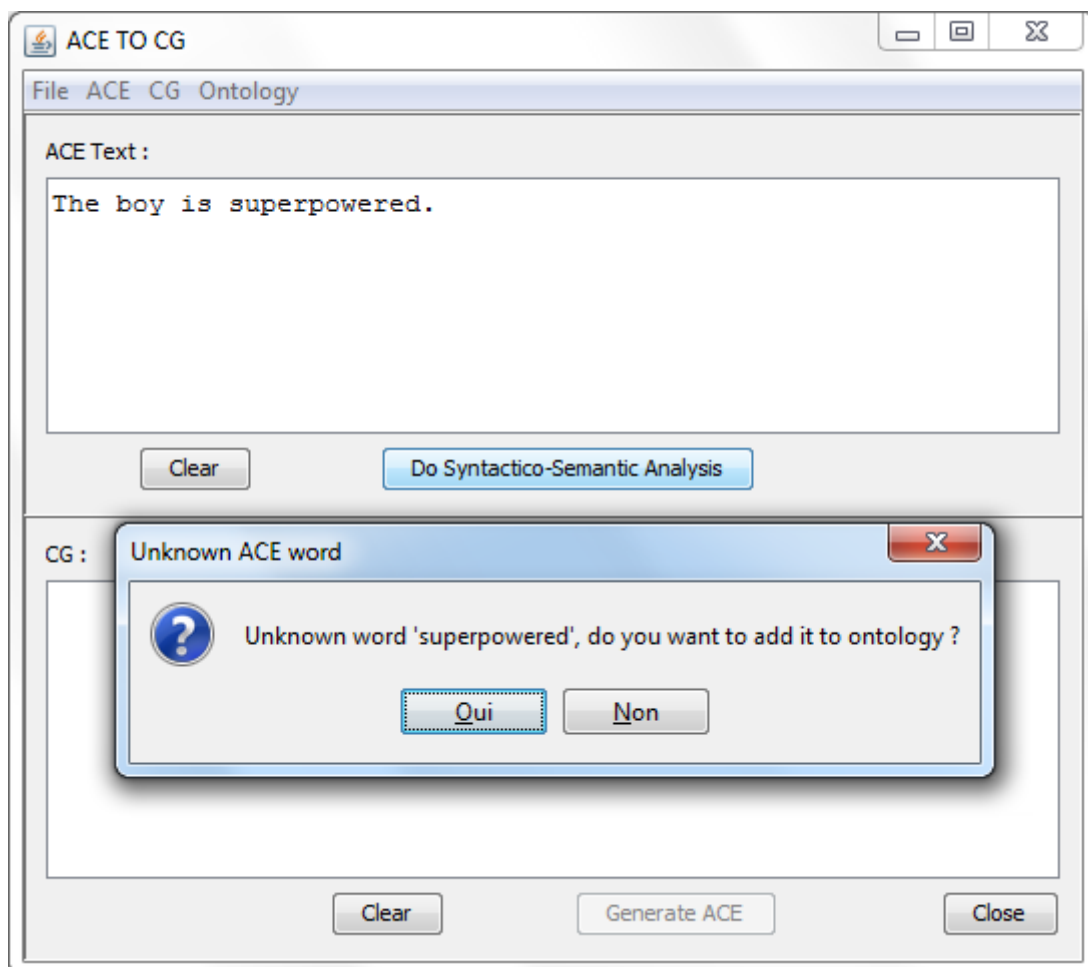 ACE TO CG
File ACE CG Ontology
ACE Text :
The boy is superpowered.
Clear Do Syntactico-Semantic Analysis
CG :
Unknown ACE word
Unknown word 'superpowered', do you want to add it to ontology ?
Oui Non
Clear Generate ACE Close